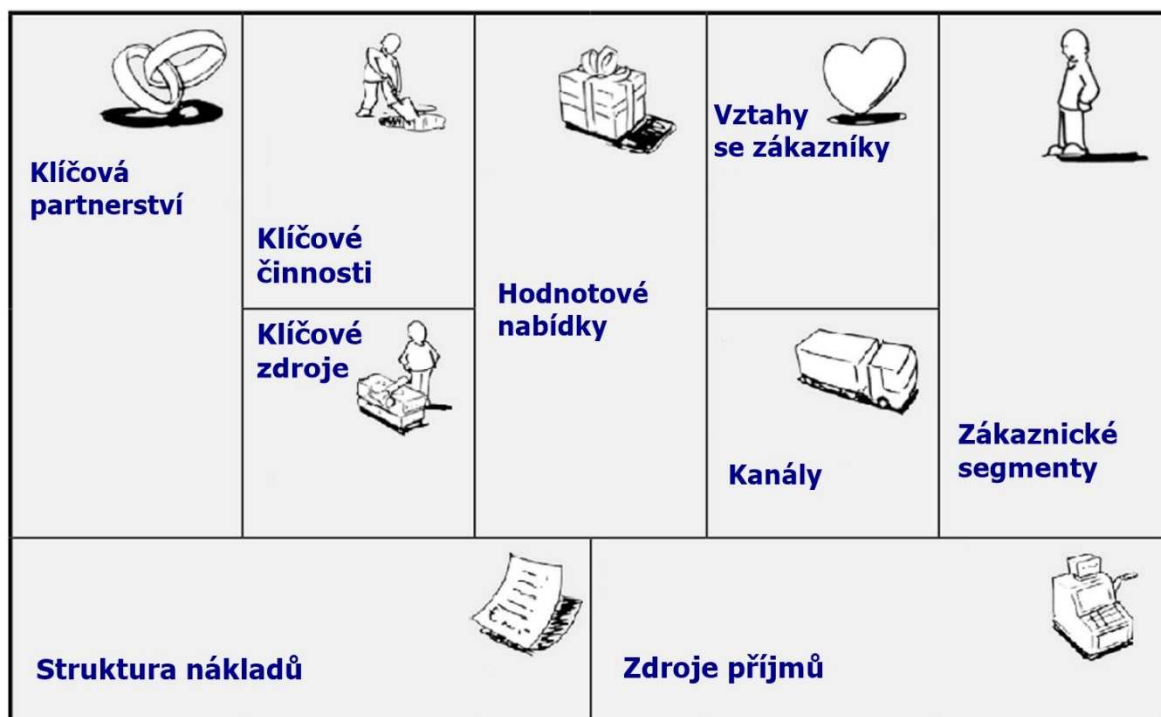 Klíčová
partnerství
Klíčové
činnosti
Klíčové
zdroje
Hodnotové
nabídky
Vztahy
se zákazníky
Kanály
Zákaznické
segmenty
Struktura nákladů
Zdroje příjmů